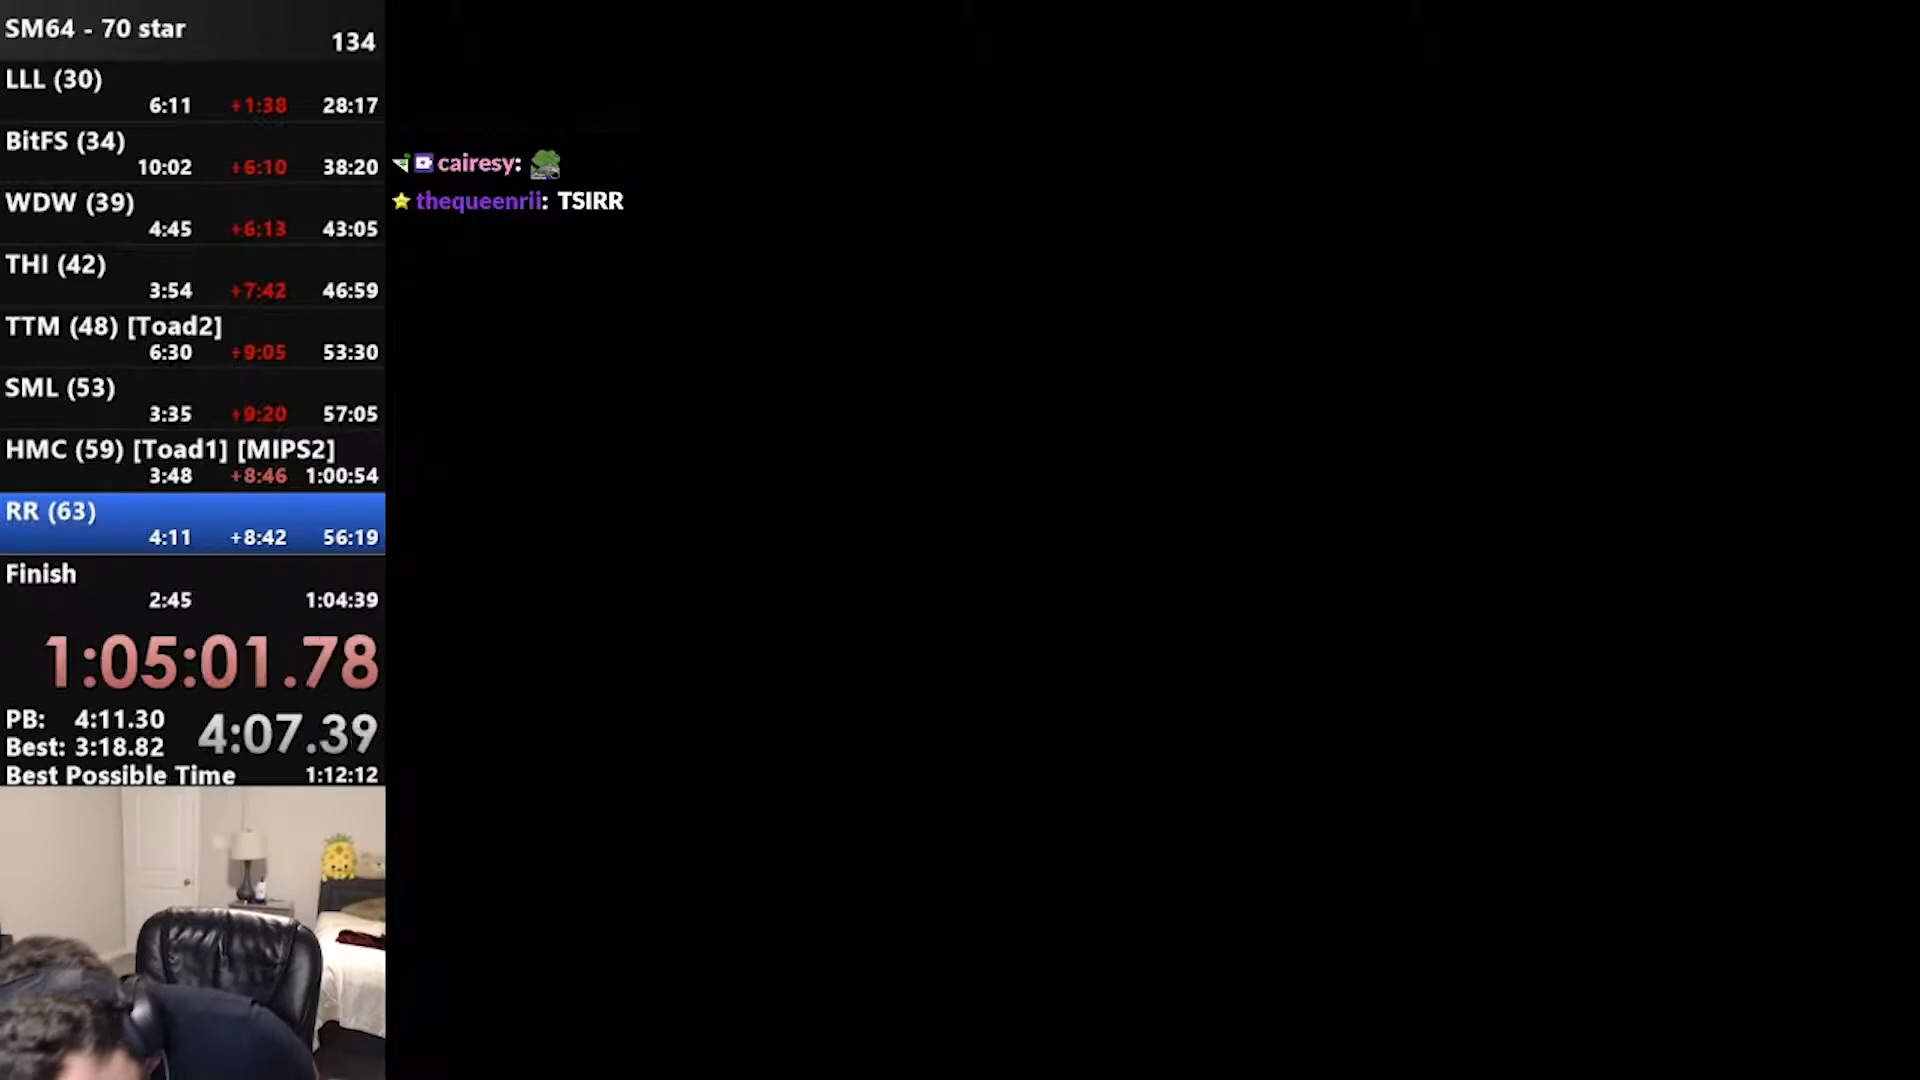 SM64 - 70 star
134
LLL (30)
6:11 +1:38 28:17
BitFS (34)
10:02 +6:10 38:20
WDW (39)
4:45 +6:13 43:05
THI (42)
3:54 +7:42 46:59
TTM (48) [Toad2]
6:30 +9:05 53:30
SML (53)
3:35 +9:20 57:05
HMC (59) [Toad1] [MIPS2]
3:48 +8:46 1:00:54
RR (63)
4:11 +8:42 56:19
Finish
2:45 1:04:39
1:05:01.78
PB: 4:11.30 4:07.39
Best: 3:18.82
Best Possible Time 1:12:12
cairesy:
thequeenrii: TSIRR